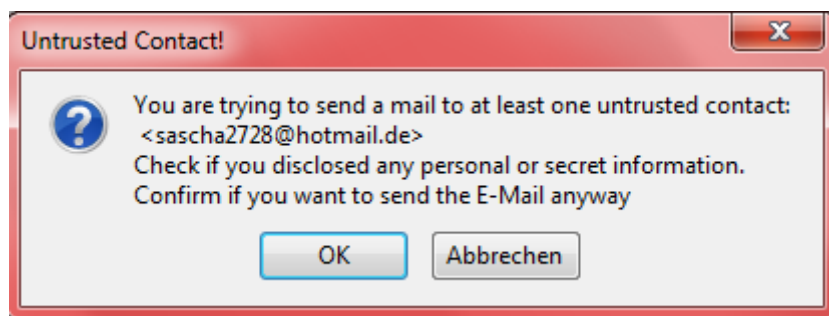 Untrusted Contact!
You are trying to send a mail to at least one untrusted contact:
<sascha2728@hotmail.de>
Check if you disclosed any personal or secret information.
Confirm if you want to send the E-Mail anyway
OK
Abbrechen